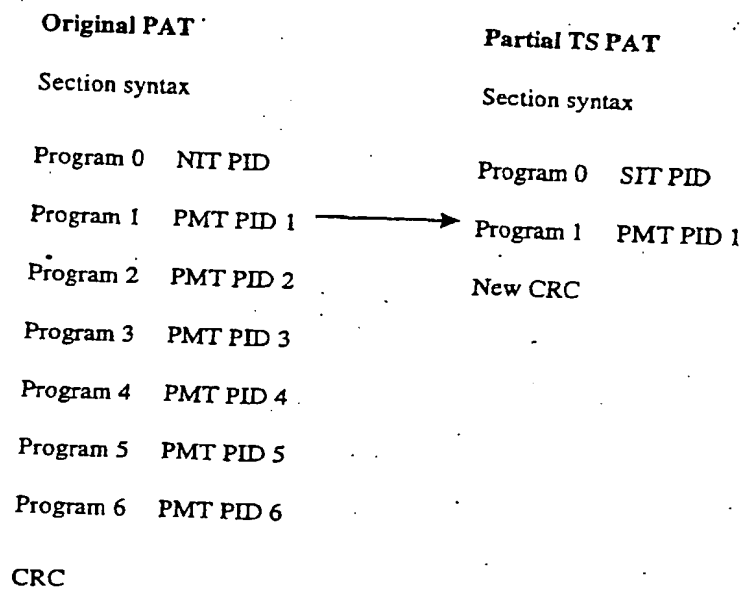 Original PAT
Section syntax
Program 0 NIT PID
Program 1 PMT PID 1
Program 2 PMT PID 2
Program 3 PMT PID 3
Program 4 PMT PID 4
Program 5 PMT PID 5
Program 6 PMT PID 6
CRC
Partial TS PAT
Section syntax
Program 0 SIT PID
Program 1 PMT PID 1
New CRC